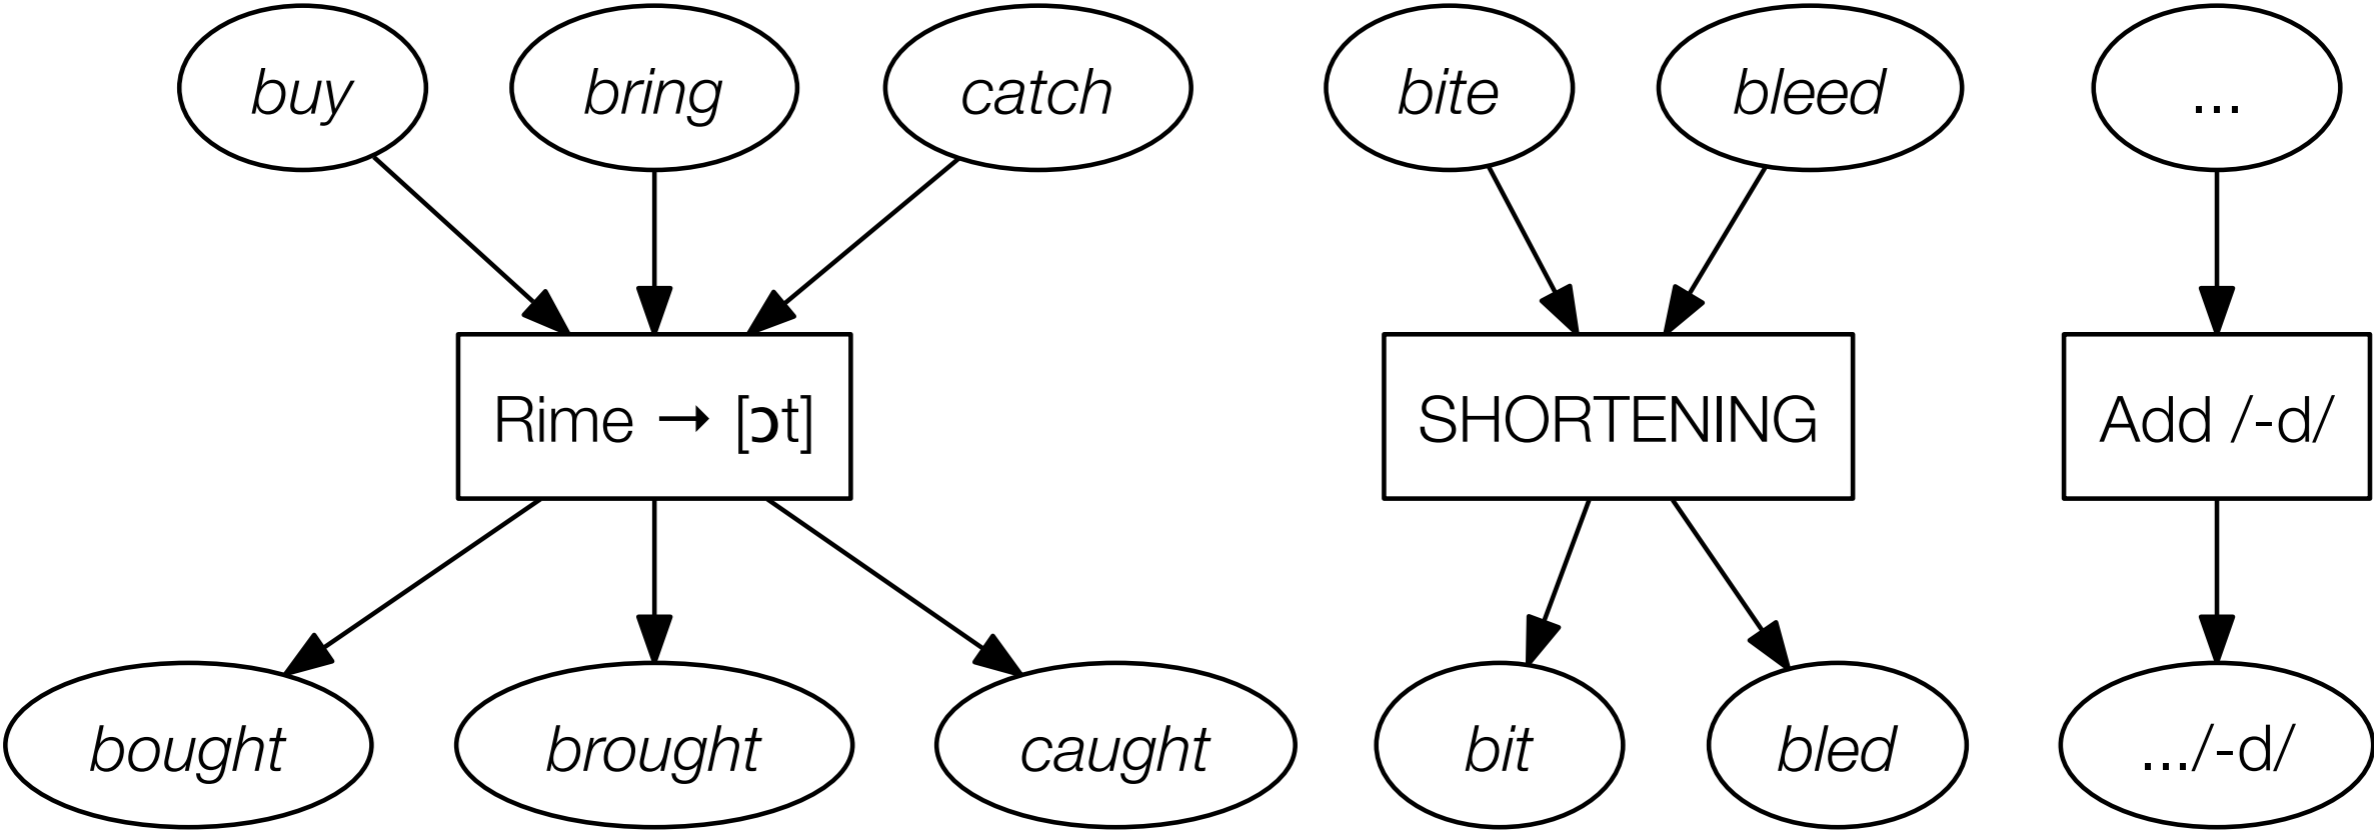 buy bring catch bite bleed ...
Rime → [ɔt] SHORTENING Add /-d/
bought brought caught bit bled .../-d/